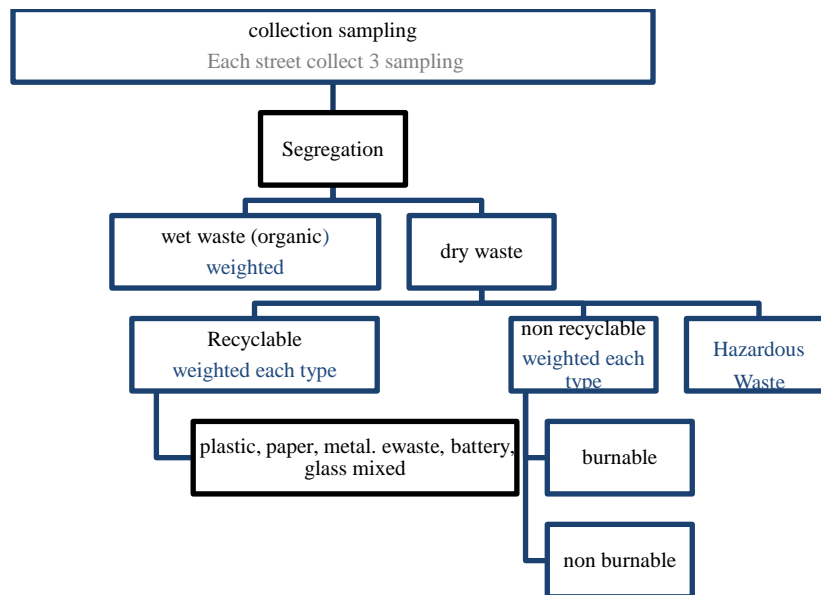 collection sampling
Each street collect 3 sampling
Segregation
wet waste (organic)
weighted
dry waste
Recyclable
weighted each type
non recyclable
weighted each
type
Hazardous
Waste
plastic, paper, metal. ewaste, battery,
glass mixed
burnable
non burnable